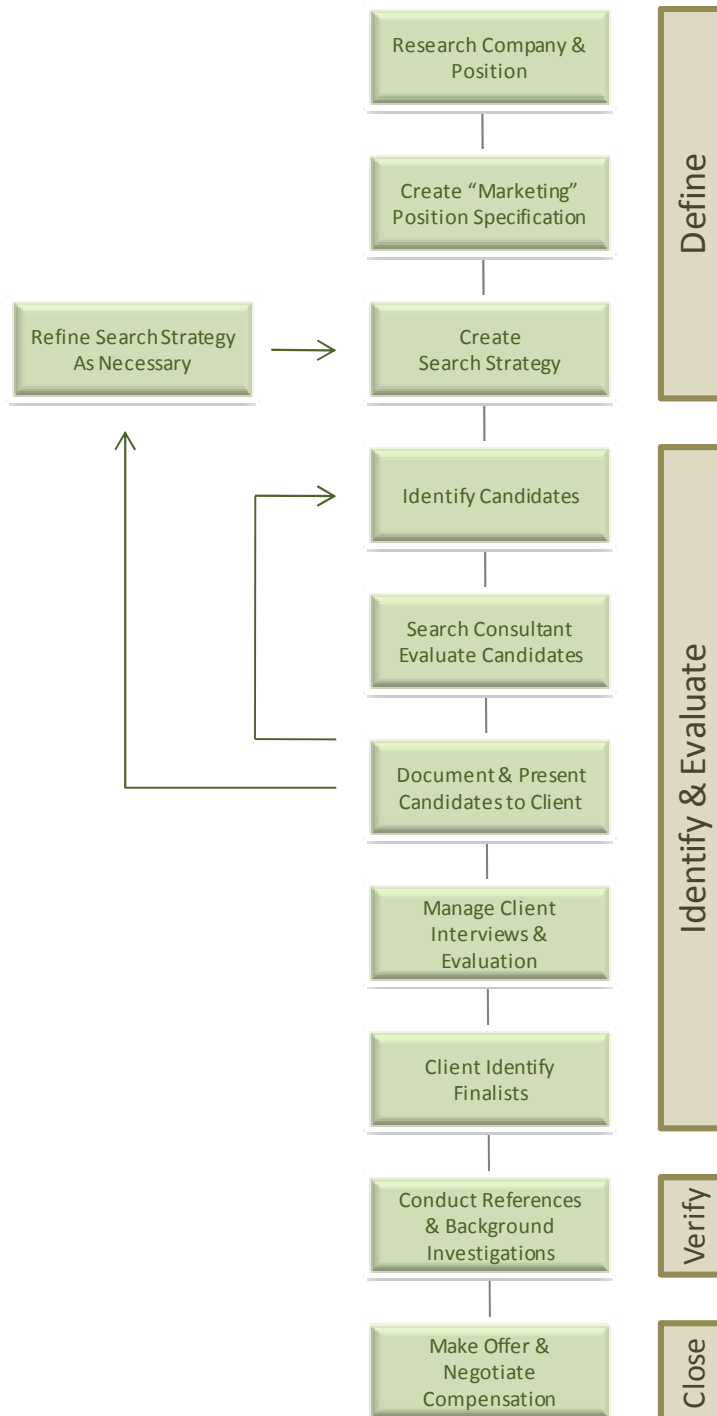 Research Company &
Position
Define
Create “Marketing”
Position Specification
Refine Search Strategy
As Necessary
Create
Search Strategy
Identify Candidates
Search Consultant
Evaluate Candidates
Identify & Evaluate
Document & Present
Candidates to Client
Manage Client
Interviews &
Evaluation
Client Identify
Finalists
Conduct References
& Background
Investigations
Verify
Make Offer &
Negotiate
Compensation
Close